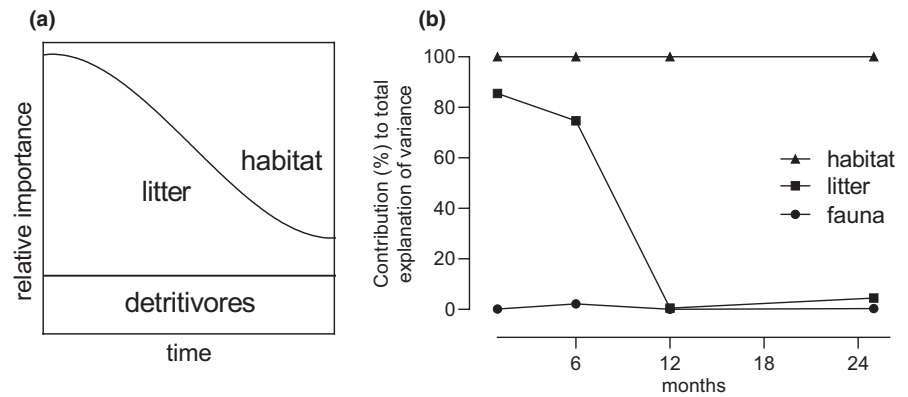 (a)
relative importance
habitat
litter
detritivores
time
(b)
Contribution (%) to total
explanation of variance
100
80
60
40
20
0
6
12
18
24
months
habitat
litter
fauna